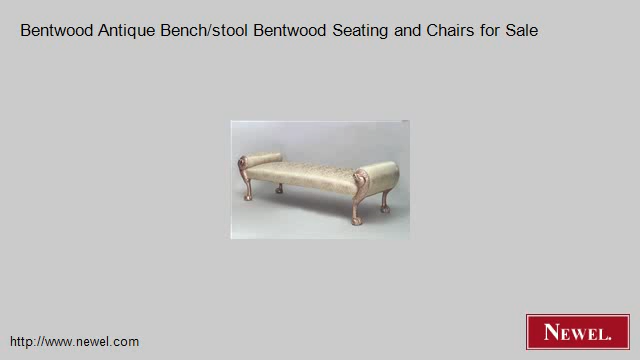 Bentwood Antique Bench/stool Bentwood Seating and Chairs for Sale
NEWEL.
http://www.newel.com